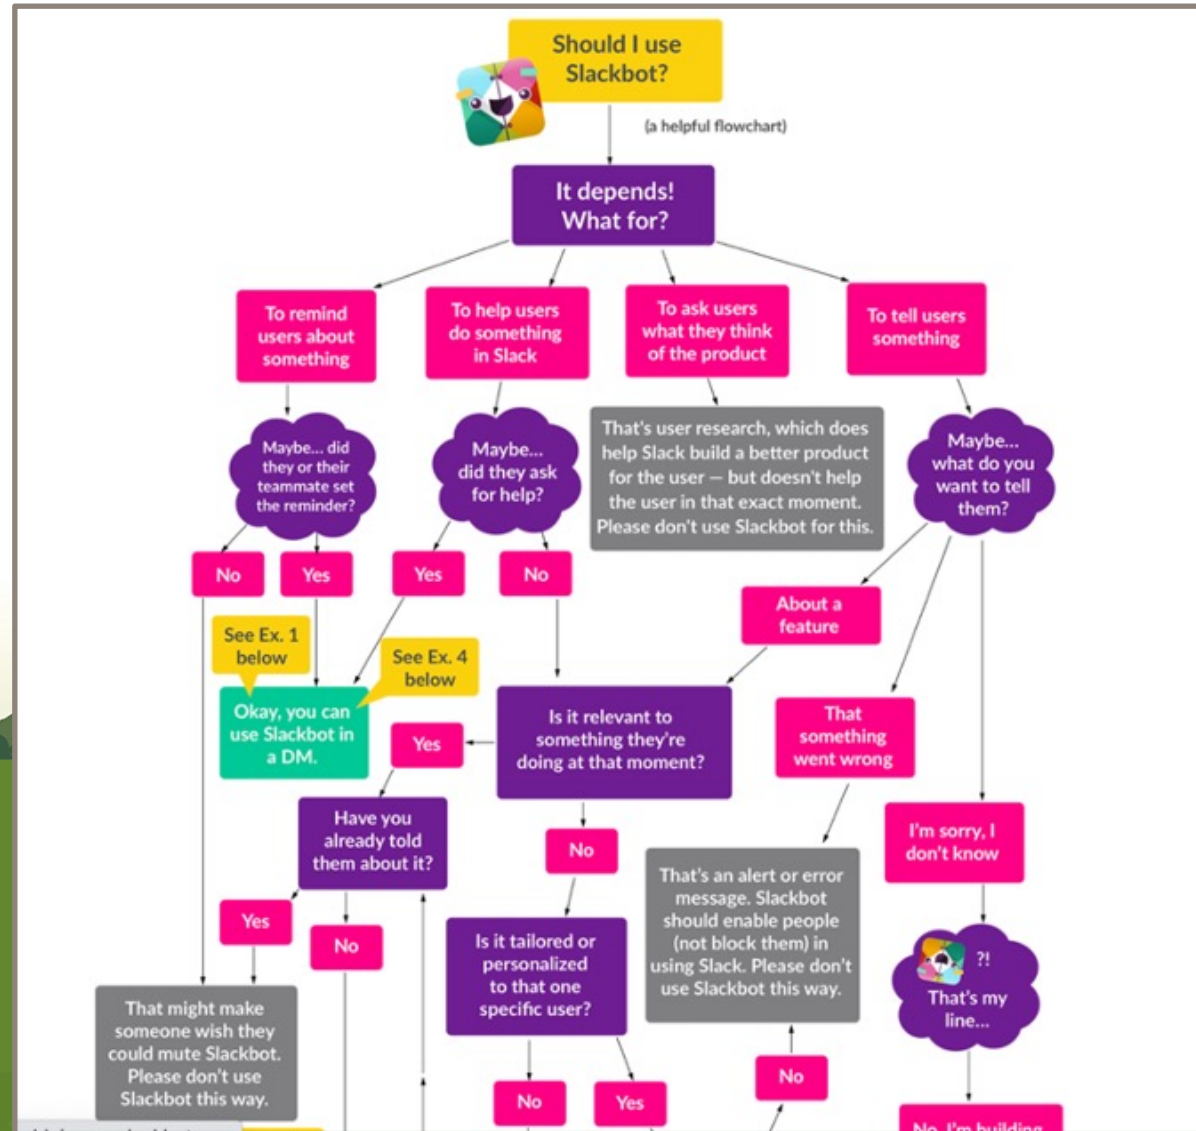 Should I use
Slackbot?
(a helpful flowchart)
It depends!
What for?
To remind
users about
something
To help users
do something
in Slack
To ask users
what they think
of the product
To tell users
something
Maybe... did
they or their
teammate set
the reminder?
Maybe...
did they ask
for help?
That's user research, which does
help Slack build a better product
for the user — but doesn't help
the user in that exact moment.
Please don't use Slackbot for this.
Maybe...
what do you
want to tell
them?
No
Yes
Yes
No
About a
feature
See Ex. 1
below
See Ex. 4
below
Okay, you can
use Slackbot in
a DM.
Yes
Is it relevant to
something they're
doing at that moment?
That
something
went wrong
Have you
already told
them about it?
No
I'm sorry, I
don't know
That's an alert or error
message. Slackbot
should enable people
(not block them) in
using Slack. Please don't
use Slackbot this way.
Yes
No
Is it tailored or
personalized
to that one
specific user?
?!
That's my
line...
That might make
someone wish they
could mute Slackbot.
Please don't use
Slackbot this way.
No
Yes
No
No, I'm building